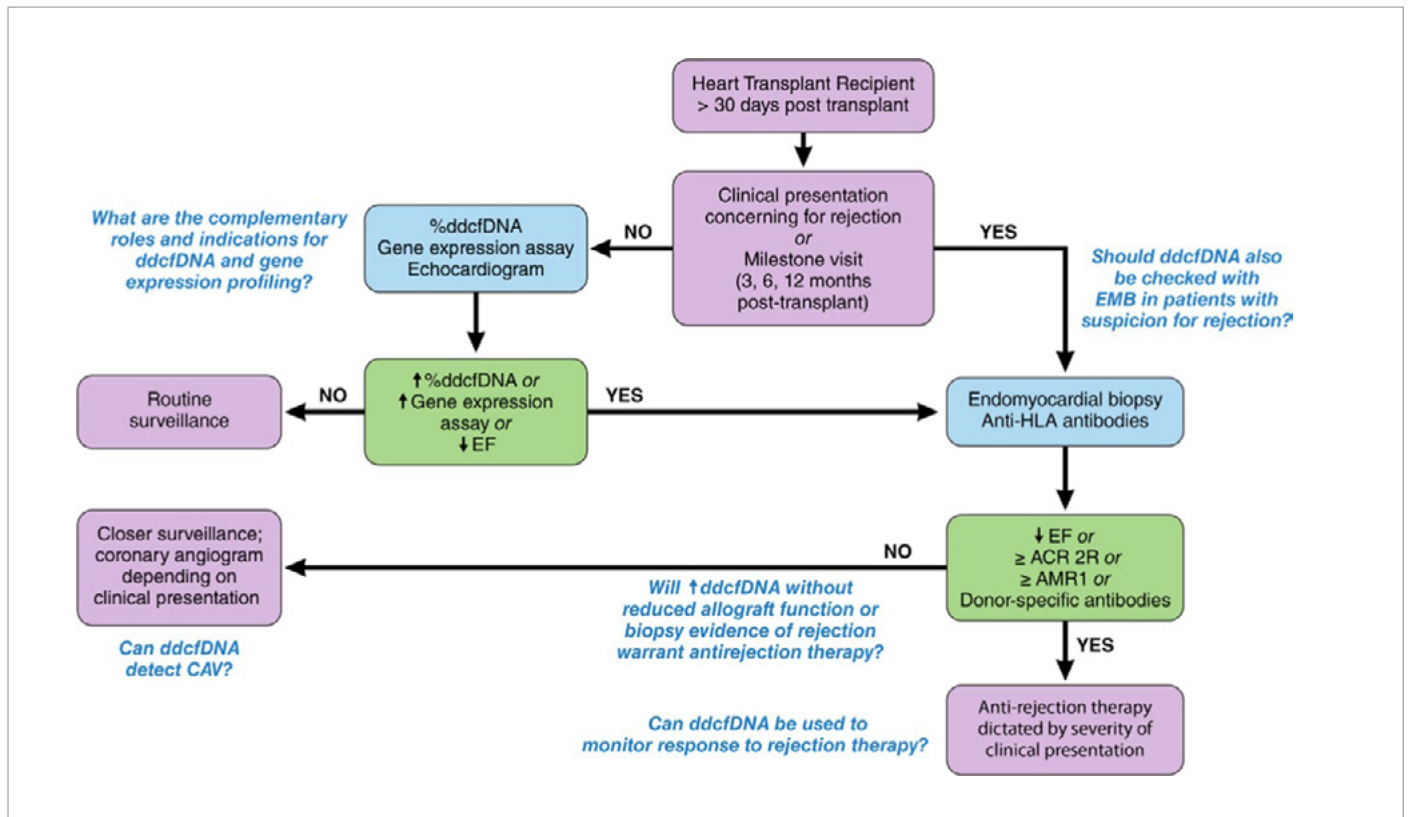 Heart Transplant Recipient
> 30 days post transplant
Clinical presentation
concerning for rejection
or
Milestone visit
(3, 6, 12 months
post-transplant)
NO
YES
What are the complementary
roles and indications for
ddcfDNA and gene
expression profiling?
%ddcfDNA
Gene expression assay
Echocardiogram
Should ddcfDNA also
be checked with
EMB in patients with
suspicion for rejection?
Routine
surveillance
NO
↑%ddcfDNA or
↑Gene expression
assay or
↓EF
YES
Endomyocardial biopsy
Anti-HLA antibodies
Closer surveillance;
coronary angiogram
depending on
clinical presentation
NO
↓EF or
≥ ACR 2R or
≥ AMR1 or
Donor-specific antibodies
Will ↑ddcfDNA without
reduced allograft function or
biopsy evidence of rejection
warrant antirejection therapy?
Can ddcfDNA
detect CAV?
YES
Can ddcfDNA be used to
monitor response to rejection therapy?
Anti-rejection therapy
dictated by severity of
clinical presentation